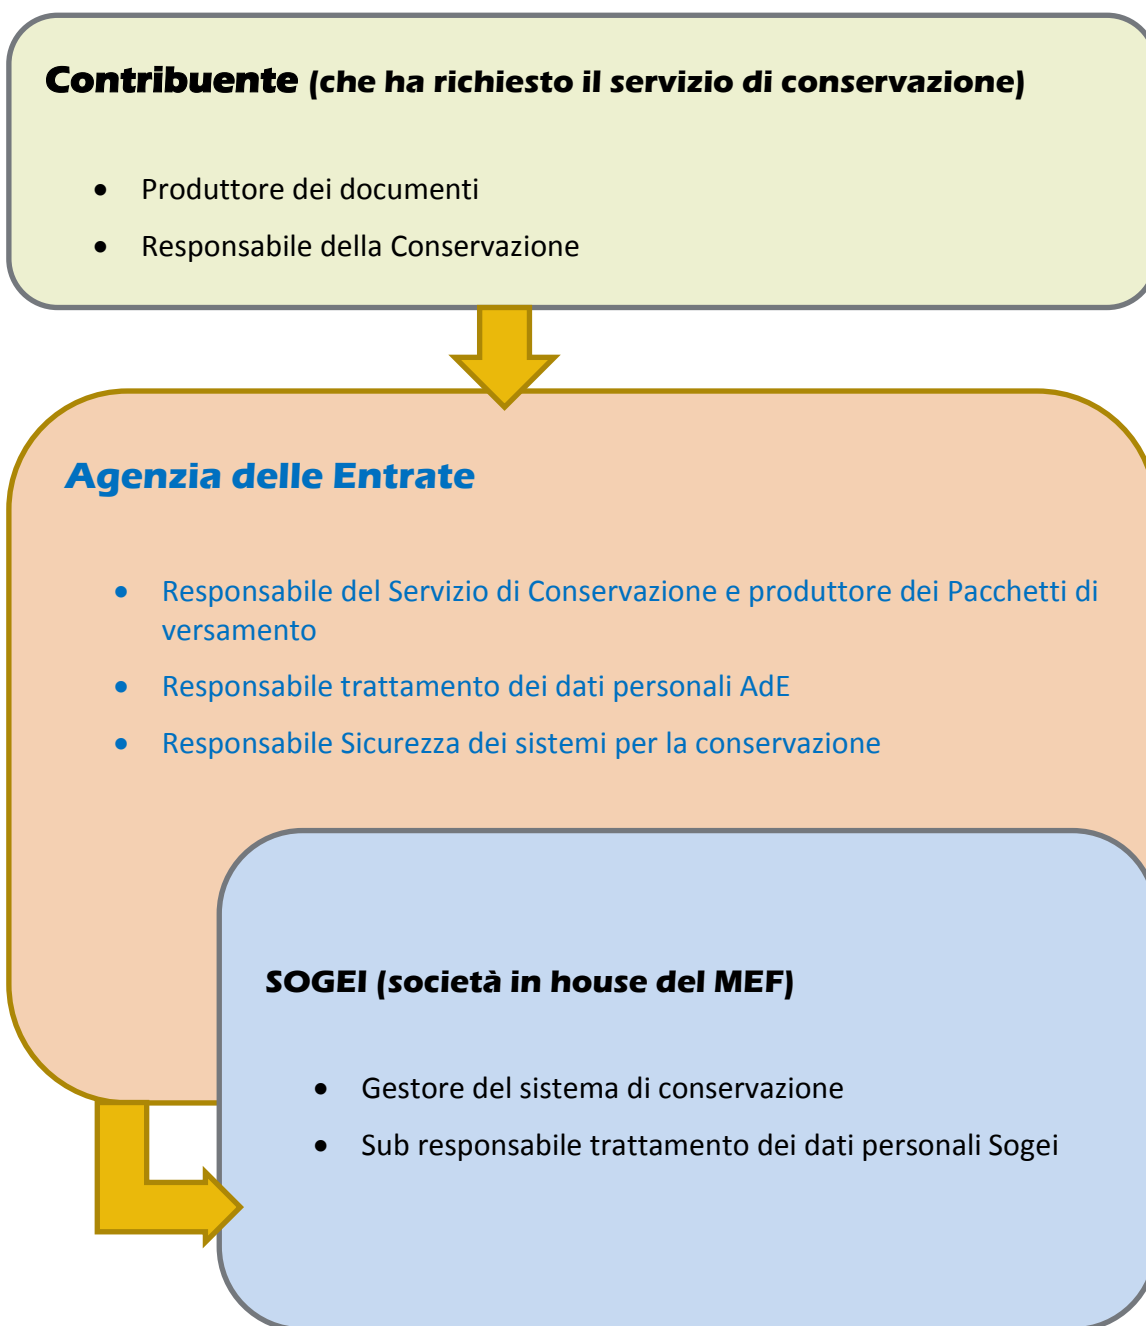 Contribuente (che ha richiesto il servizio di conservazione)
• Produttore dei documenti
• Responsabile della Conservazione
Agenzia delle Entrate
• Responsabile del Servizio di Conservazione e produttore dei Pacchetti di
versamento
• Responsabile trattamento dei dati personali AdE
• Responsabile Sicurezza dei sistemi per la conservazione
SOGEI (società in house del MEF)
• Gestore del sistema di conservazione
• Sub responsabile trattamento dei dati personali Sogei